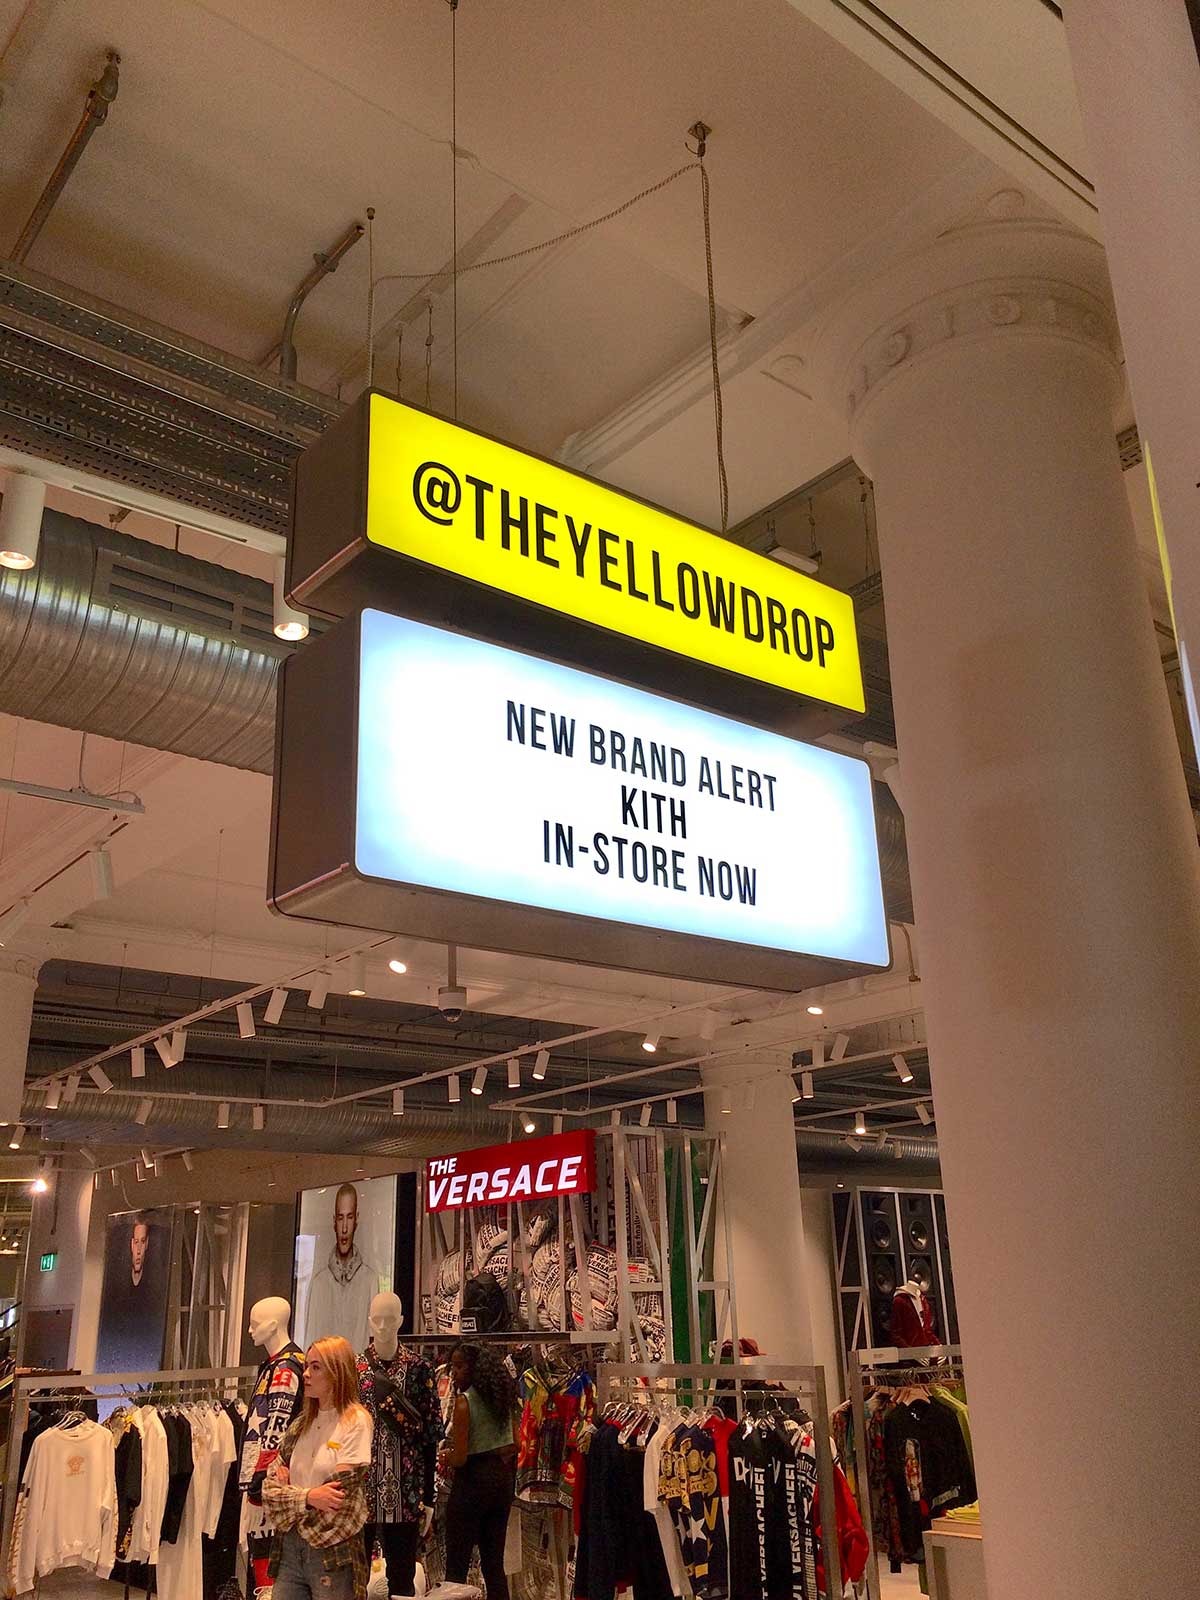 @THEYELLOWDROP
NEW BRAND ALERT
KITH
IN-STORE NOW
THE
VERSACE